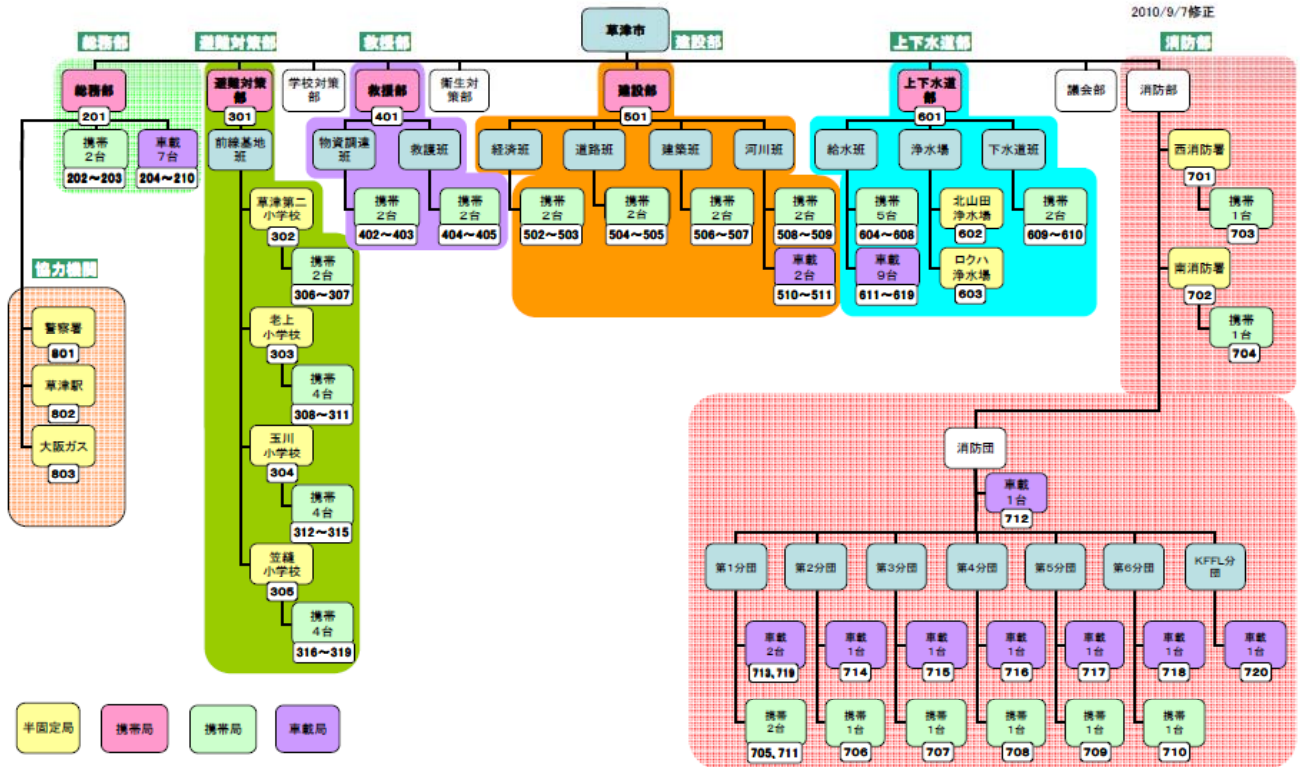 2010/9/7修正
草津市
総務部
避難対策部
救援部
建設部
上下水道部
消防部
総務部
201
避難対策
部
301
学校対策
部
救援部
401
衛生対
策部
建設部
501
上下水道
部
601
議会部
消防部
携帯
2台
202～203
車載
7台
204～210
前線基地
班
物資調達
班
救護班
経済班
道路班
建築班
河川班
給水班
浄水場
下水道班
西消防署
701
携帯
1台
703
南消防署
702
携帯
1台
704
草津第二
小学校
302
携帯
2台
306～307
老上
小学校
303
携帯
4台
308～311
玉川
小学校
304
携帯
4台
312～315
笠縫
小学校
305
携帯
4台
316～319
携帯
2台
402～403
携帯
2台
404～405
携帯
2台
502～503
携帯
2台
504～505
携帯
2台
506～507
携帯
2台
508～509
車載
2台
510～511
携帯
5台
604～608
車載
9台
611～619
北山田
浄水場
602
ロクハ
浄水場
603
携帯
2台
609～610
協力機関
警察署
801
草津駅
802
大阪ガス
803
消防団
車載
1台
712
第1分団
第2分団
第3分団
第4分団
第5分団
第6分団
KFFL分
団
車載
2台
713,719
車載
1台
714
車載
1台
715
車載
1台
716
車載
1台
717
車載
1台
718
車載
1台
720
携帯
2台
705,711
携帯
1台
706
携帯
1台
707
携帯
1台
708
携帯
1台
709
携帯
1台
710
半固定局
携帯局
携帯局
車載局